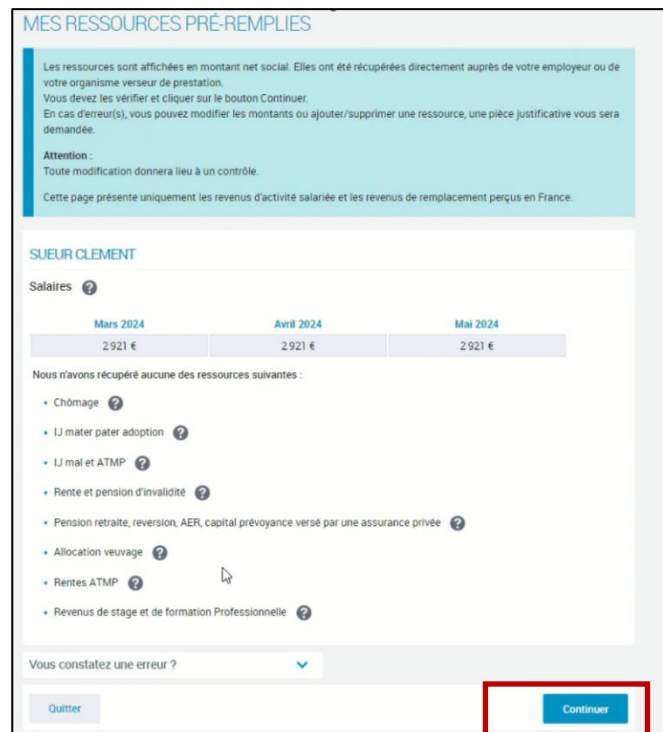 MES RESSOURCES PRÉ-REMPLIES
Les ressources sont affichées en montant net social. Elles ont été récupérées directement auprès de votre employeur ou de
votre organisme verseur de prestation.
Vous devez les vérifier et cliquer sur le bouton Continuer.
En cas d'erreur(s), vous pouvez modifier les montants ou ajouter/supprimer une ressource, une pièce justificative vous sera
demandée.
Attention :
Toute modification donnera lieu à un contrôle.
Cette page présente uniquement les revenus d'activité salariée et les revenus de remplacement perçus en France.
SUEUR CLEMENT
Salaires ?
Mars 2024 Avril 2024 Mai 2024
2 921 € 2 921 € 2 921 €
Nous n'avons récupéré aucune des ressources suivantes :
• Chômage ?
• IJ mater pater adoption ?
• IJ mal et ATMP ?
• Rente et pension d'invalidité ?
• Pension retraite, reversion, AER, capital prévoyance versé par une assurance privée ?
• Allocation veuvage ?
• Rentes ATMP ?
• Revenus de stage et de formation Professionnelle ?
Vous constatez une erreur ?
Quitter Continuer